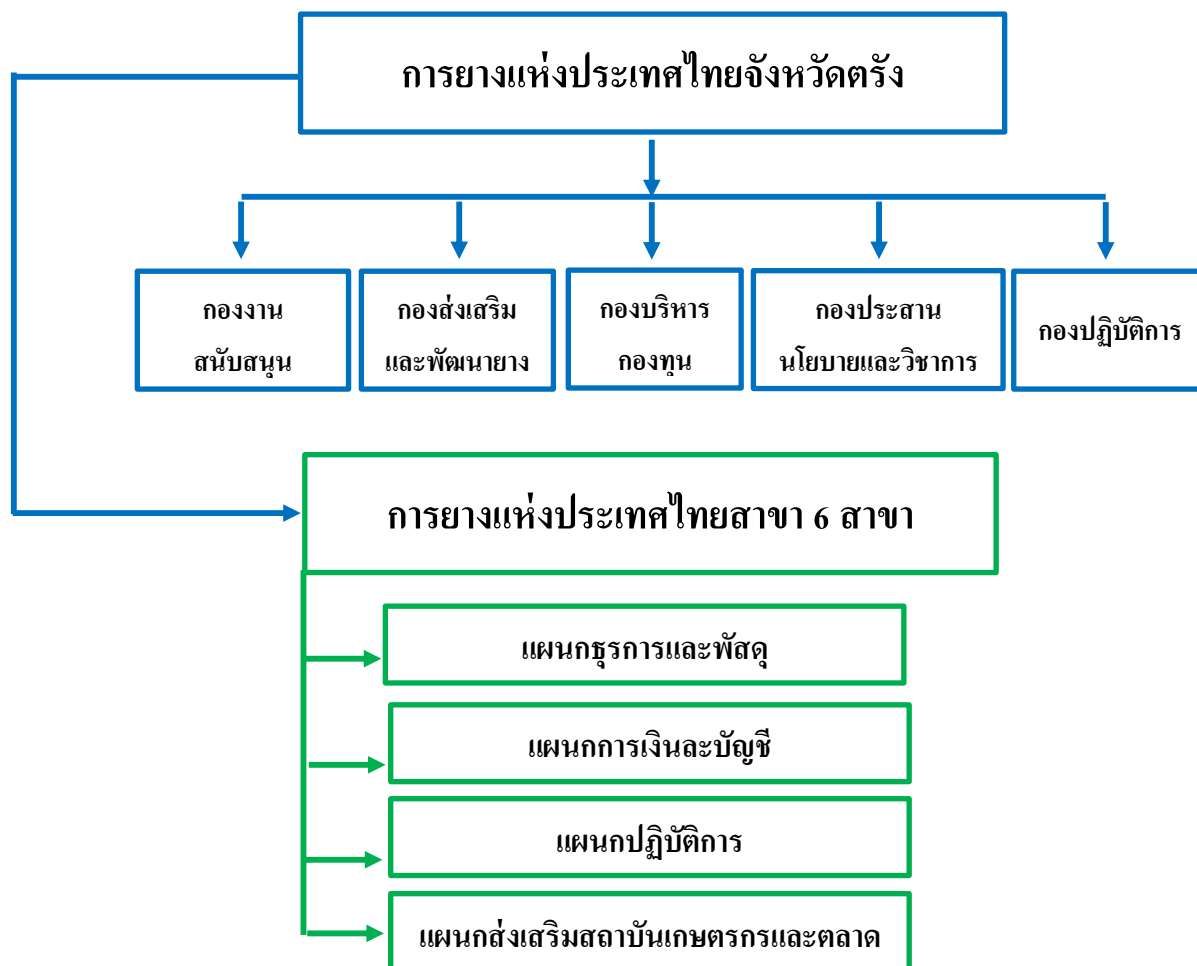 การยางแห่งประเทศไทยจังหวัดตรัง
กองงาน
สนับสนุน
กองส่งเสริม
และพัฒนายาง
กองบริหาร
กองทุน
กองประสาน
นโยบายและวิชาการ
กองปฏิบัติการ
การยางแห่งประเทศไทยสาขา 6 สาขา
แผนกธุรการและพัสดุ
แผนกการเงินละบัญชี
แผนกปฏิบัติการ
แผนกส่งเสริมสถาบันเกษตรกรและตลาด